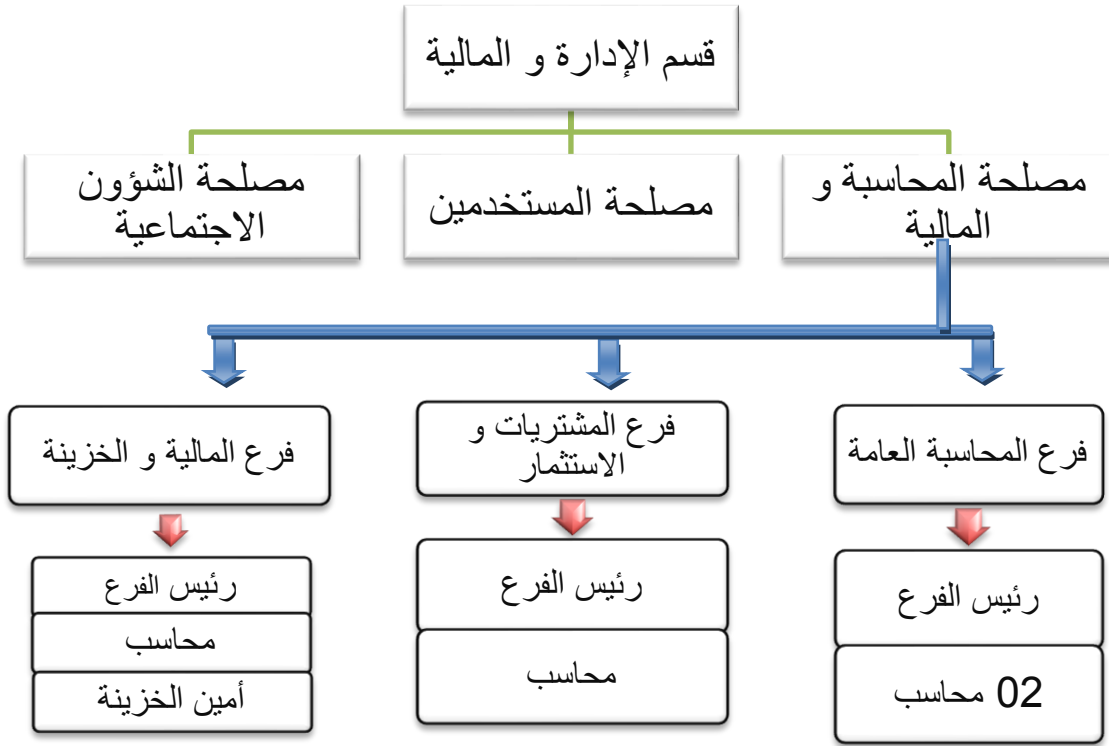 قسم الإدارة و المالية
مصلحة المحاسبة و
المالية
مصلحة المستخدمين
مصلحة الشؤون
الاجتماعية
فرع المحاسبة العامة
فرع المشتريات و
الاستثمار
فرع المالية و الخزينة
رئيس الفرع
02 محاسب
رئيس الفرع
محاسب
رئيس الفرع
محاسب
أمين الخزينة